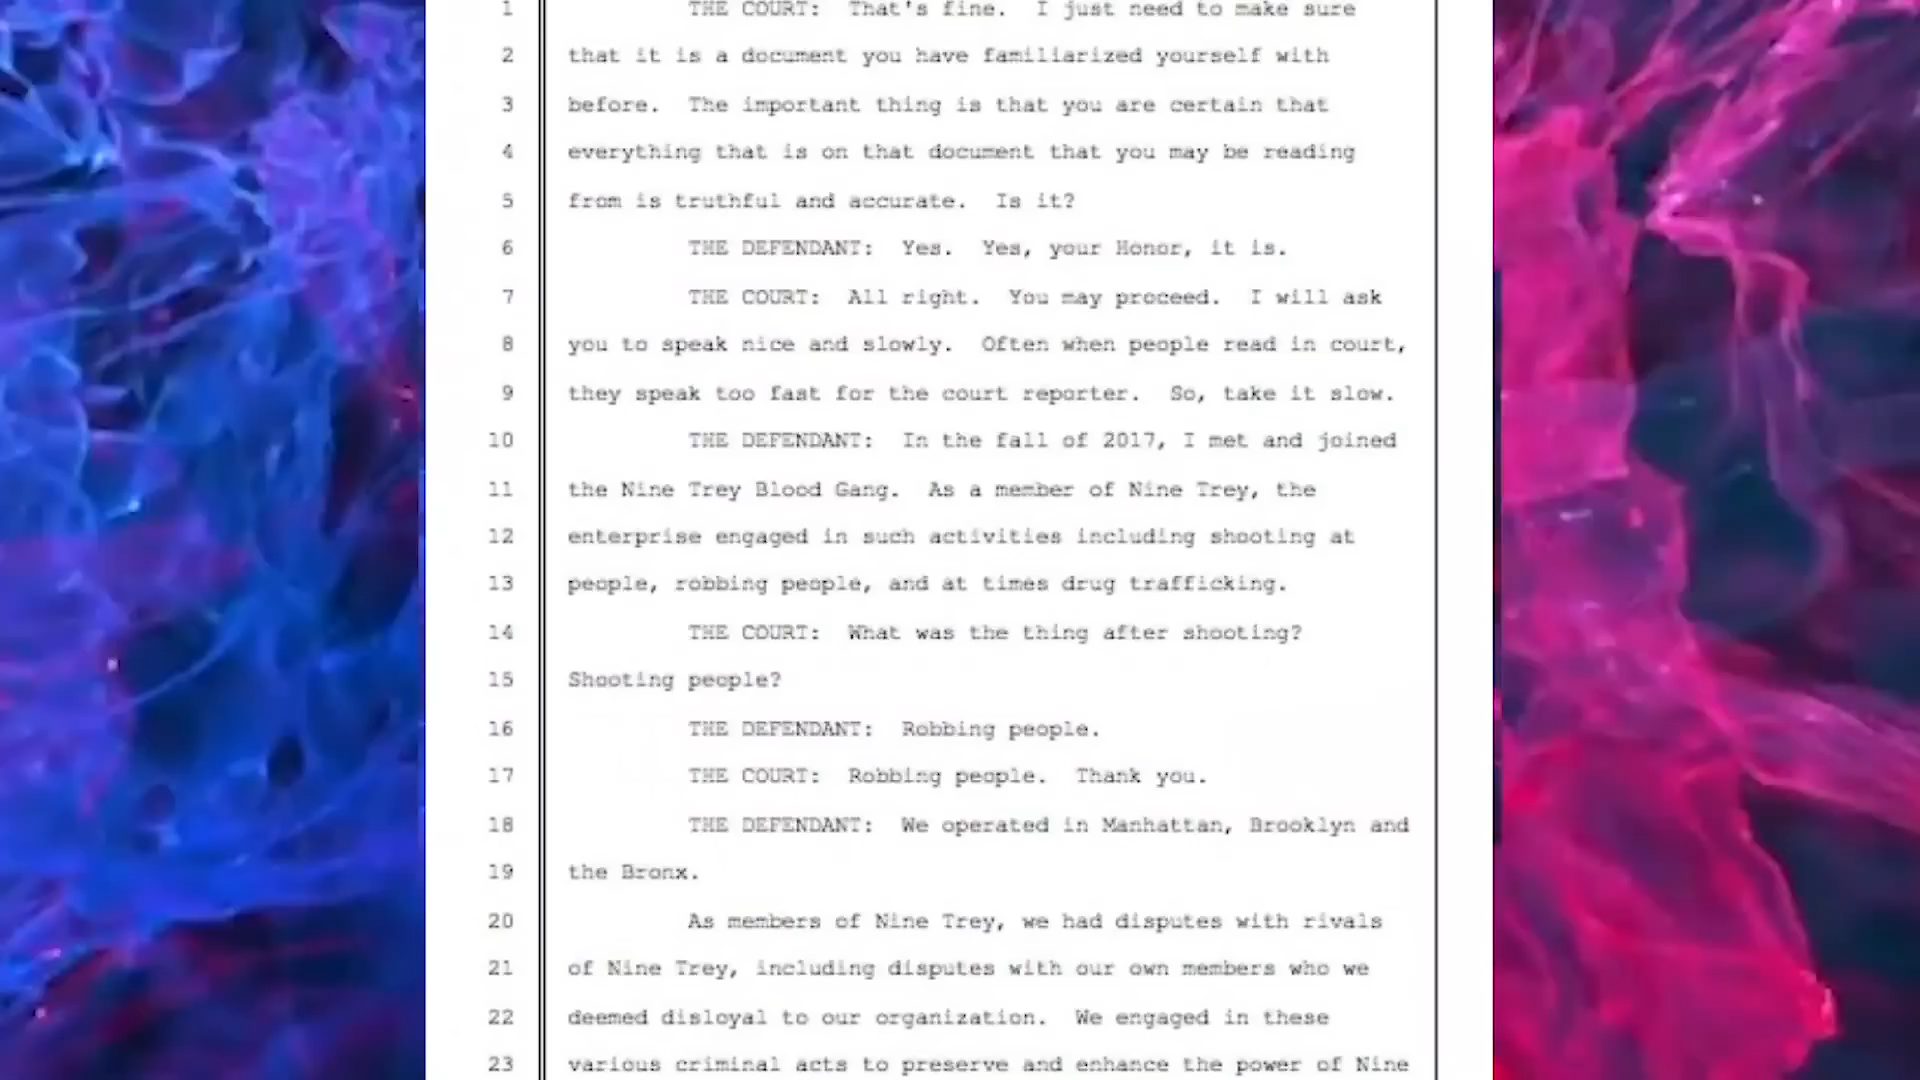 1 THE COURT: That's fine. I just need to make sure
2 that it is a document you have familiarized yourself with
3 before. The important thing is that you are certain that
4 everything that is on that document that you may be reading
5 from is truthful and accurate. Is it?
6 THE DEFENDANT: Yes. Yes, your Honor, it is.
7 THE COURT: All right. You may proceed. I will ask
8 you to speak nice and slowly. Often when people read in court,
9 they speak too fast for the court reporter. So, take it slow.
10 THE DEFENDANT: In the fall of 2017, I met and joined
11 the Nine Trey Blood Gang. As a member of Nine Trey, the
12 enterprise engaged in such activities including shooting at
13 people, robbing people, and at times drug trafficking.
14 THE COURT: What was the thing after shooting?
15 Shooting people?
16 THE DEFENDANT: Robbing people.
17 THE COURT: Robbing people. Thank you.
18 THE DEFENDANT: We operated in Manhattan, Brooklyn and
19 the Bronx.
20 As members of Nine Trey, we had disputes with rivals
21 of Nine Trey, including disputes with our own members who we
22 deemed disloyal to our organization. We engaged in these
23 various criminal acts to preserve and enhance the power of Nine